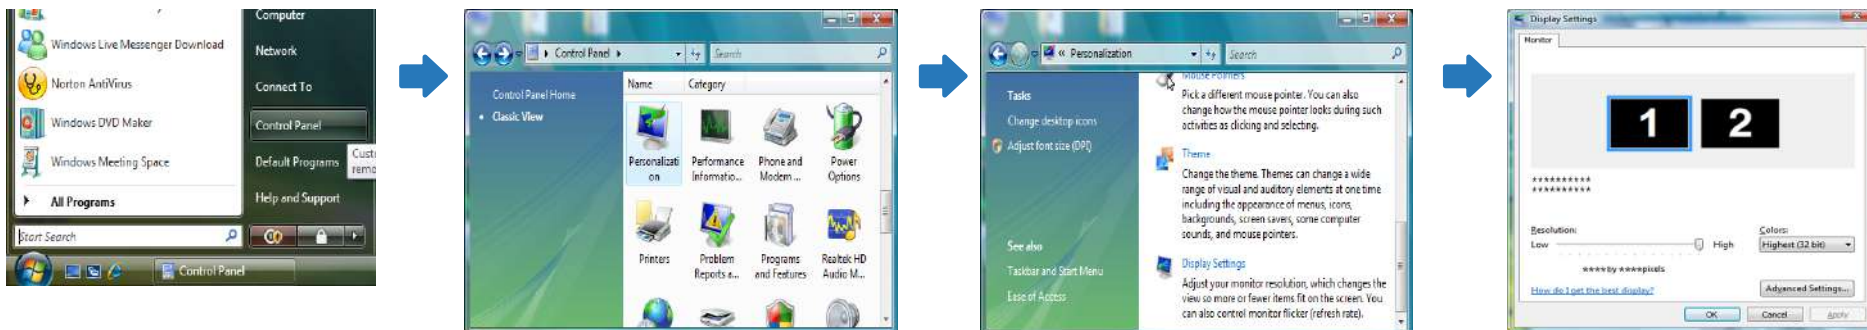 Computer
Windows Live Messenger Download
Network
Norton AntiVirus
Connect To
Windows DVD Maker
Control Panel
Windows Meeting Space
Default Programs
Custo
remo
All Programs
Help and Support
Start Search
Control Panel
Control Panel
Search
Name
Category
Control Panel Home
Classic View
Personalizati
on
Performance
Informatio...
Phone and
Modem ...
Power
Options
Printers
Problem
Reports a...
Programs
and Features
Realtek HD
Audio M...
« Personalization
Search
Tasks
Change desktop icons
Adjust font size (DPI)
See also
Taskbar and Start Menu
Ease of Access
Mouse Pointers
Pick a different mouse pointer. You can also
change how the mouse pointer looks during such
activities as clicking and selecting.
Theme
Change the theme. Themes can change a wide
range of visual and auditory elements at one time
including the appearance of menus, icons,
backgrounds, screen savers, some computer
sounds, and mouse pointers.
Display Settings
Adjust your monitor resolution, which changes the
view so more or fewer items fit on the screen. You
can also control monitor flicker (refresh rate).
Display Settings
Monitor
1
2
**********
**********
Resolution:
Low
High
**** by **** pixels
Colors:
Highest (32 bit)
How do I get the best display?
Advanced Settings...
OK
Cancel
Apply